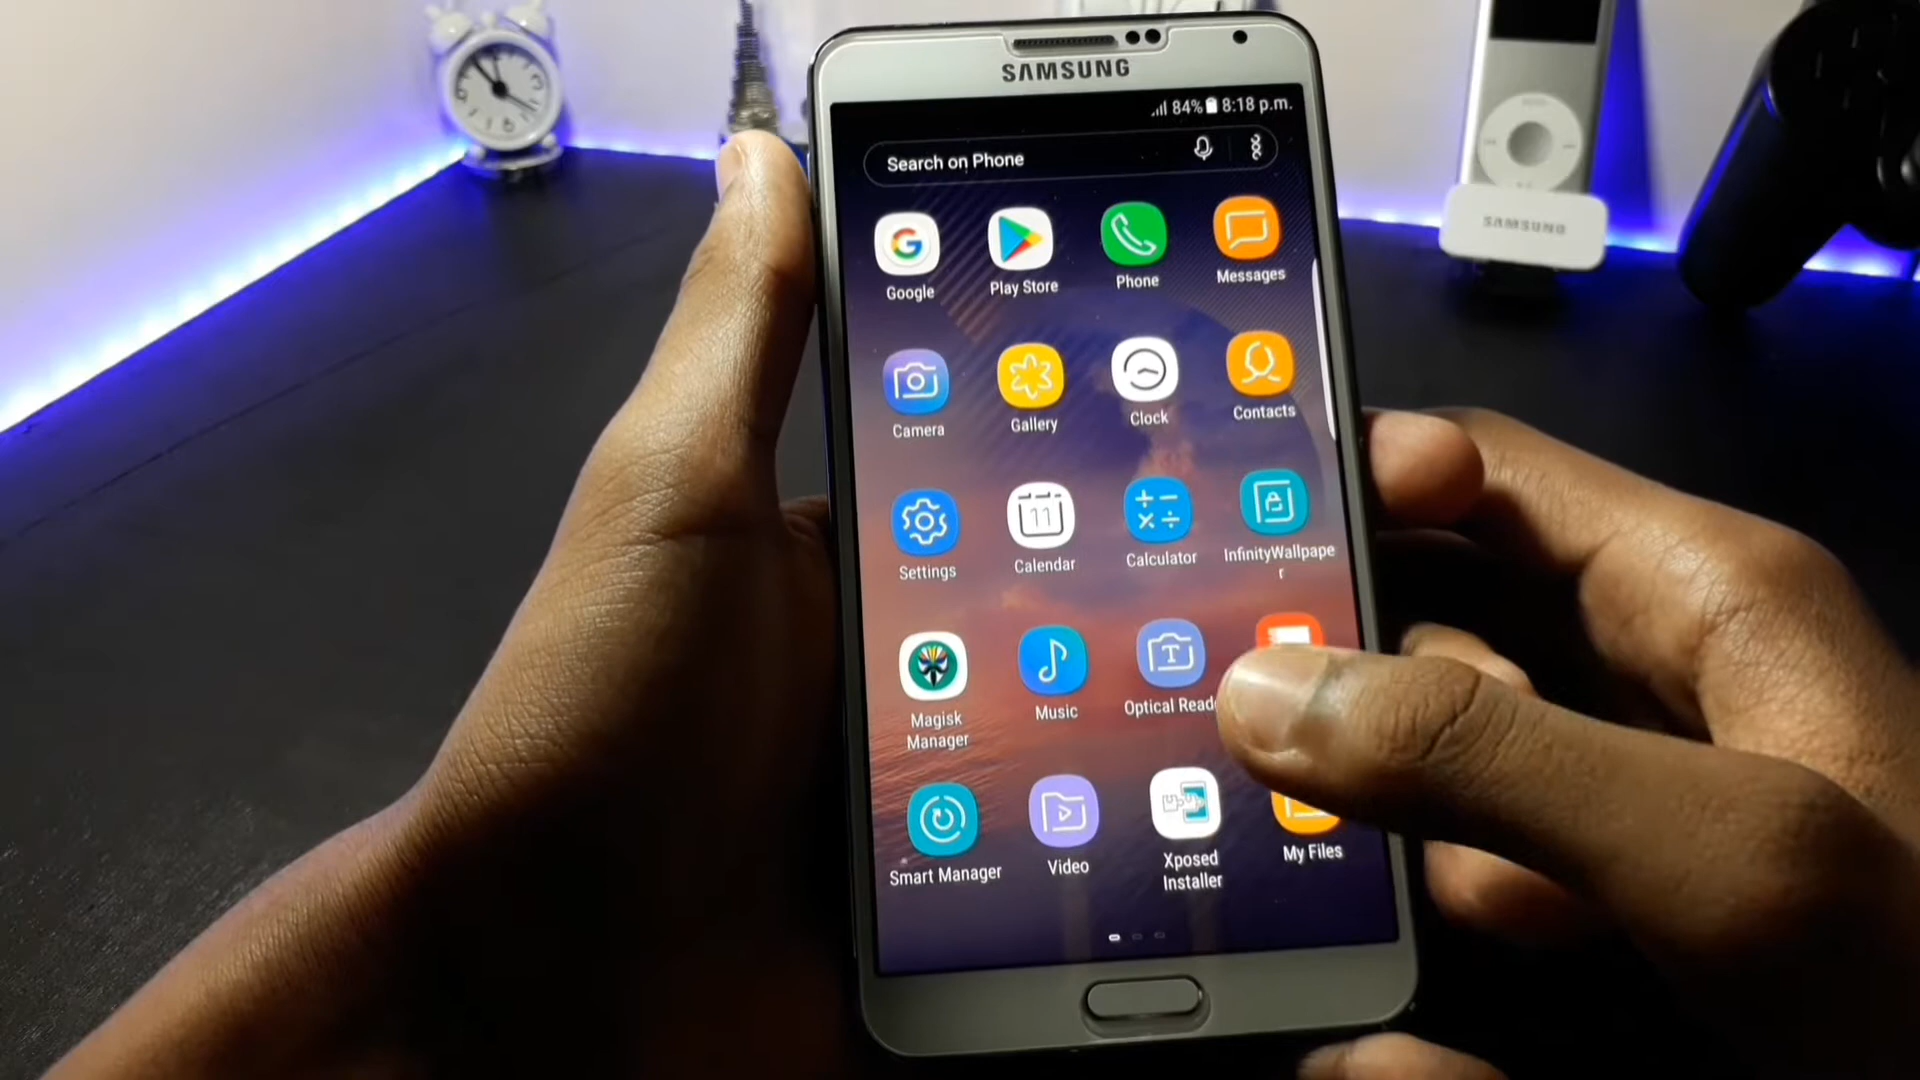 SAMSUNG
84% 8:18 p.m.
Search on Phone
Google
Play Store
Phone
Messages
Camera
Gallery
Clock
Contacts
Settings
11
Calendar
Calculator
InfinityWallpape
r
Magisk
Manager
Music
T
Optical
Smart Manager
Video
Xposed
Installer
My Files
SAMSUNG